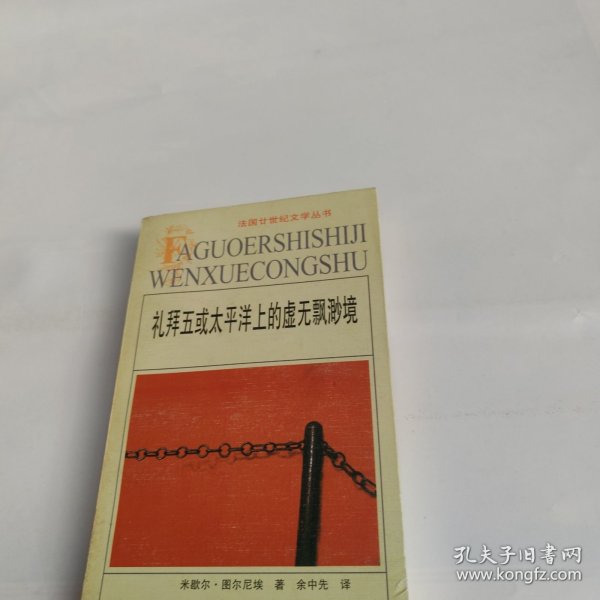 法国廿世纪文学丛书
FAGUOERSHISHIJI
WENXUECONGSHU
礼拜五或太平洋上的虚无飘渺境
米歇尔·图尔尼埃 著 余中先 译
孔夫子旧书网
www.kongfz.com